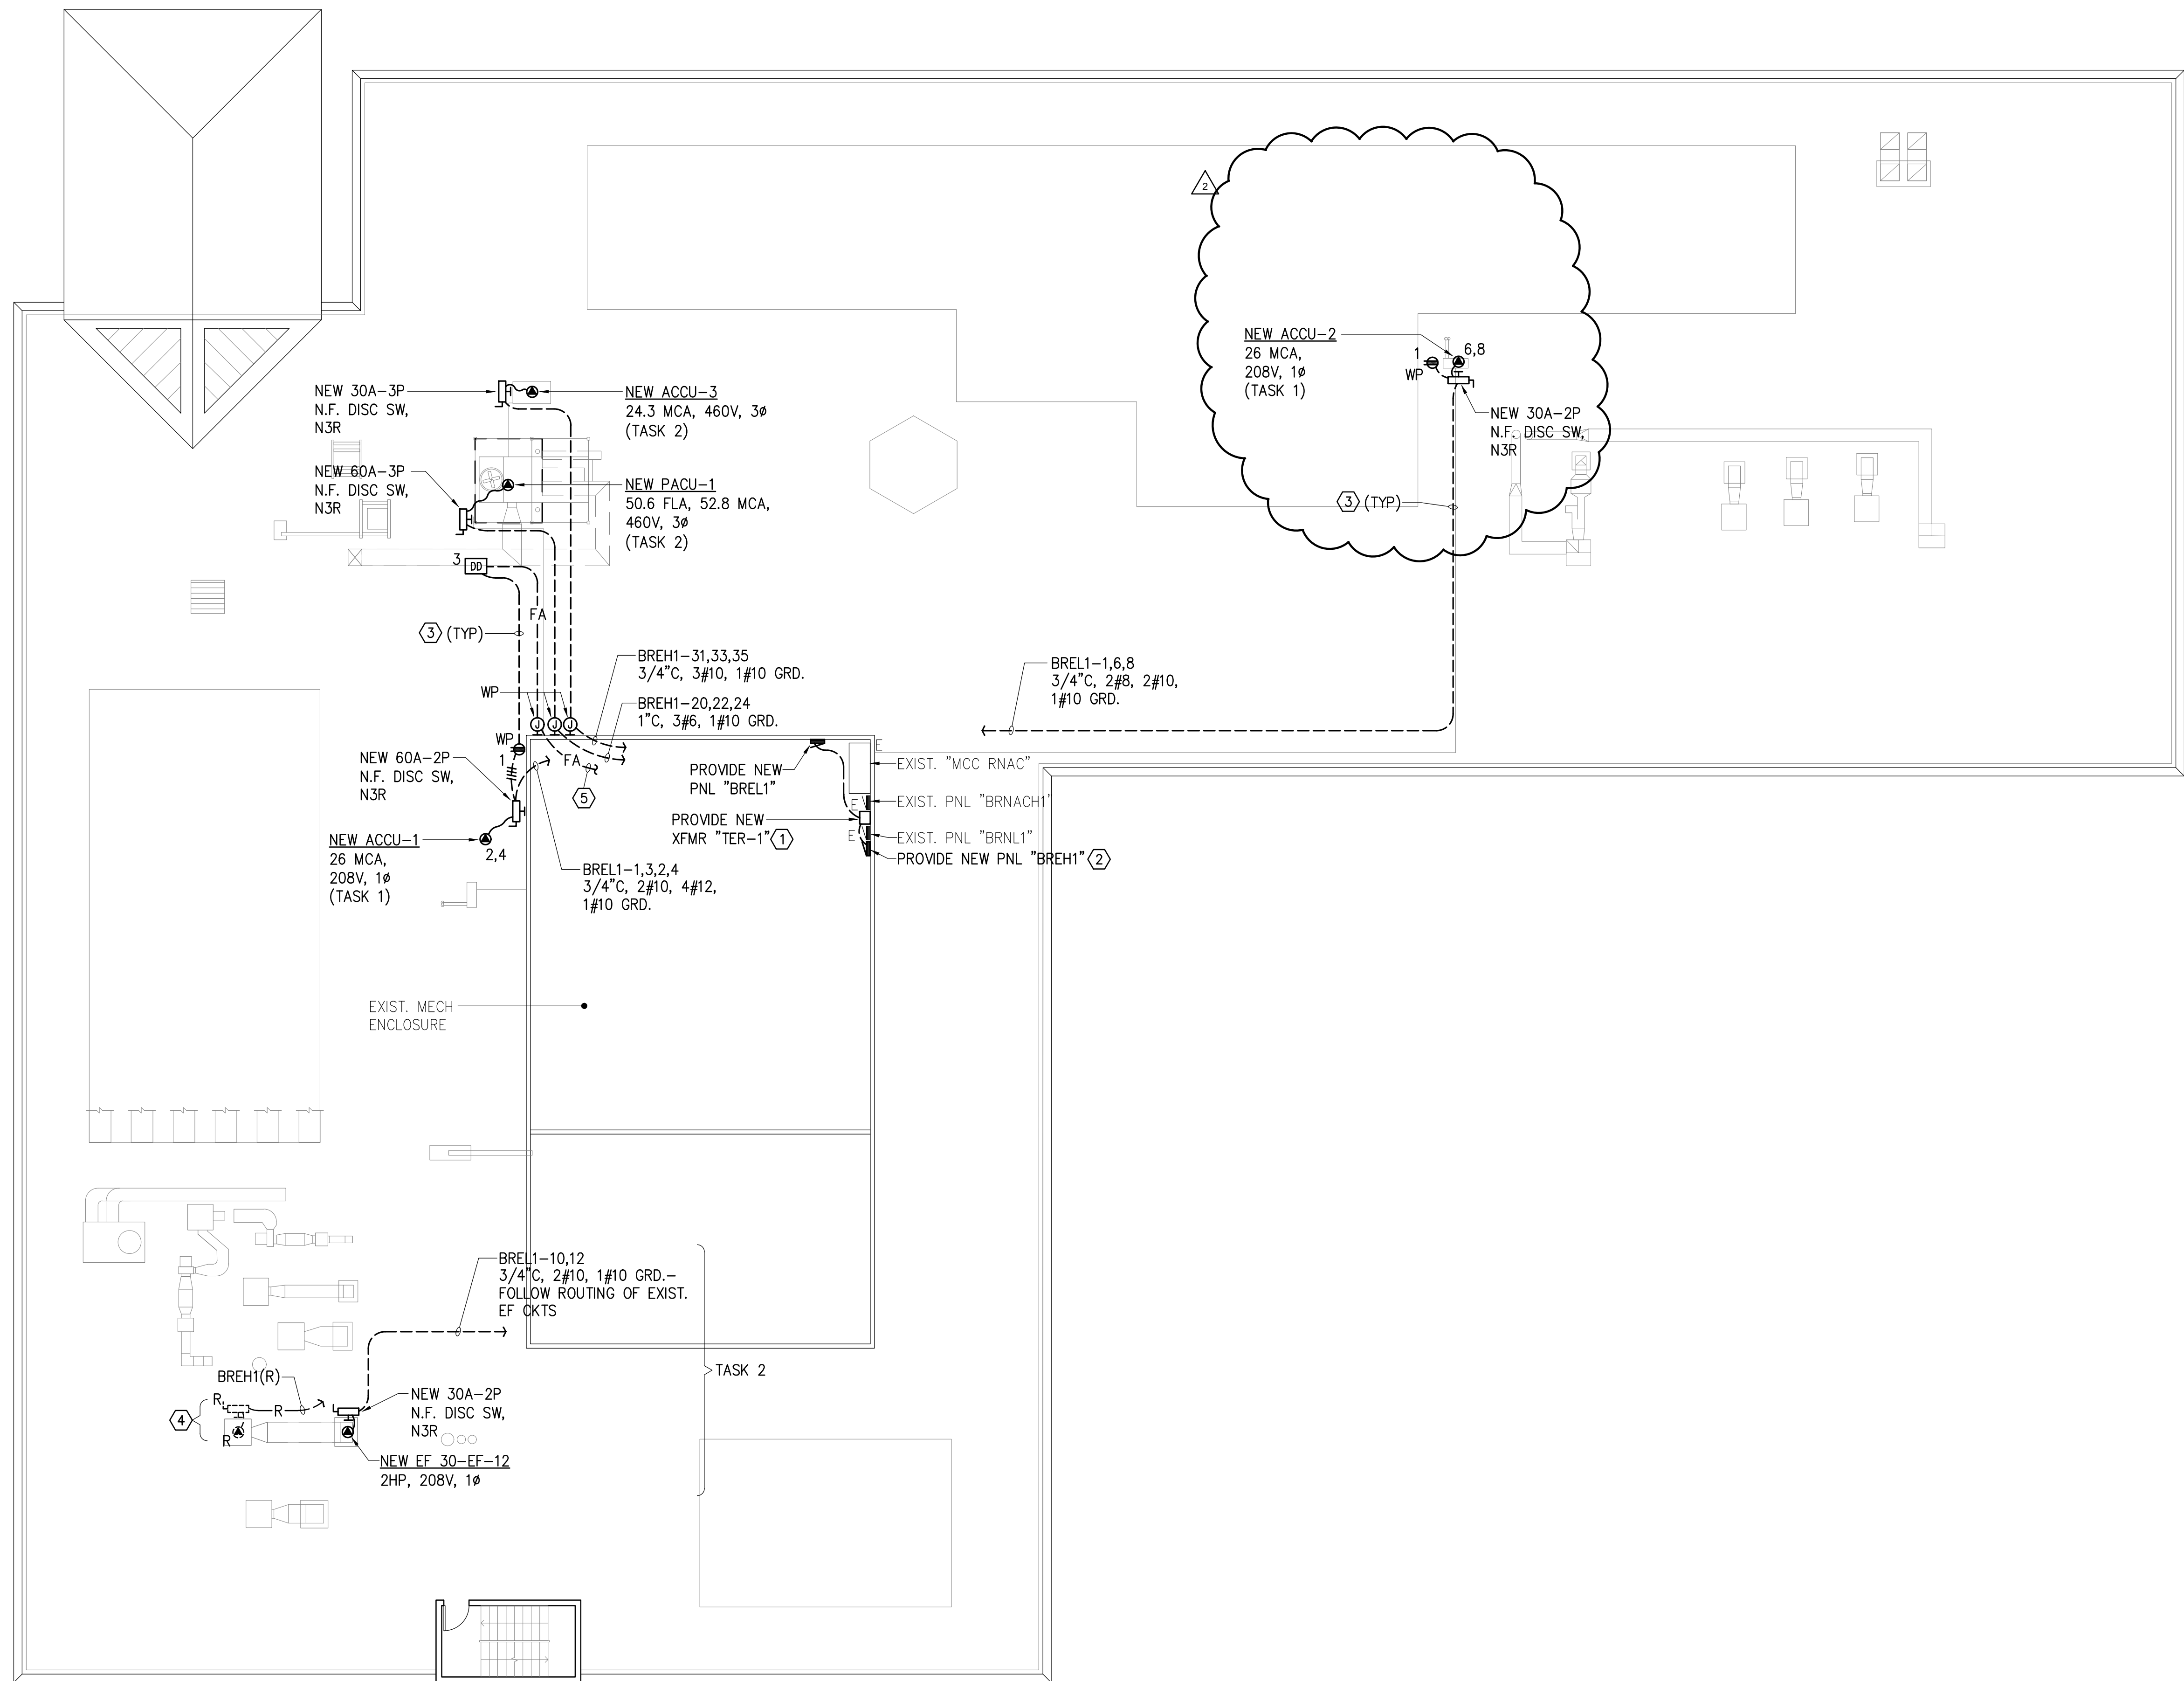 2
NEW ACCU-2
26 MCA,
208V, 1ø
(TASK 1)
1
WP
6,8
NEW 30A-2P
N.F. DISC SW,
N3R
3 (TYP)
NEW 30A-3P
N.F. DISC SW,
N3R
NEW ACCU-3
24.3 MCA, 460V, 3ø
(TASK 2)
NEW 60A-3P
N.F. DISC SW,
N3R
NEW PACU-1
50.6 FLA, 52.8 MCA,
460V, 3ø
(TASK 2)
3
DD
FA
3 (TYP)
BREH1-31,33,35
3/4"C, 3#10, 1#10 GRD.
BREH1-20,22,24
1"C, 3#6, 1#10 GRD.
WP
J
J
J
WP
1
FA
5
NEW 60A-2P
N.F. DISC SW,
N3R
NEW ACCU-1
26 MCA,
208V, 1ø
(TASK 1)
2,4
BREL1-1,3,2,4
3/4"C, 2#10, 4#12,
1#10 GRD.
BREL1-1,6,8
3/4"C, 2#8, 2#10,
1#10 GRD.
PROVIDE NEW
PNL "BREL1"
PROVIDE NEW
XFMR "TER-1" 1
E
EXIST. "MCC RNAC"
E
EXIST. PNL "BRNACH1"
E
EXIST. PNL "BRNL1"
PROVIDE NEW PNL "BREH1" 2
EXIST. MECH
ENCLOSURE
BREL1-10,12
3/4"C, 2#10, 1#10 GRD.-
FOLLOW ROUTING OF EXIST.
EF CKTS
TASK 2
BREH1(R)
4
R
R
R
NEW 30A-2P
N.F. DISC SW,
N3R
NEW EF 30-EF-12
2HP, 208V, 1ø